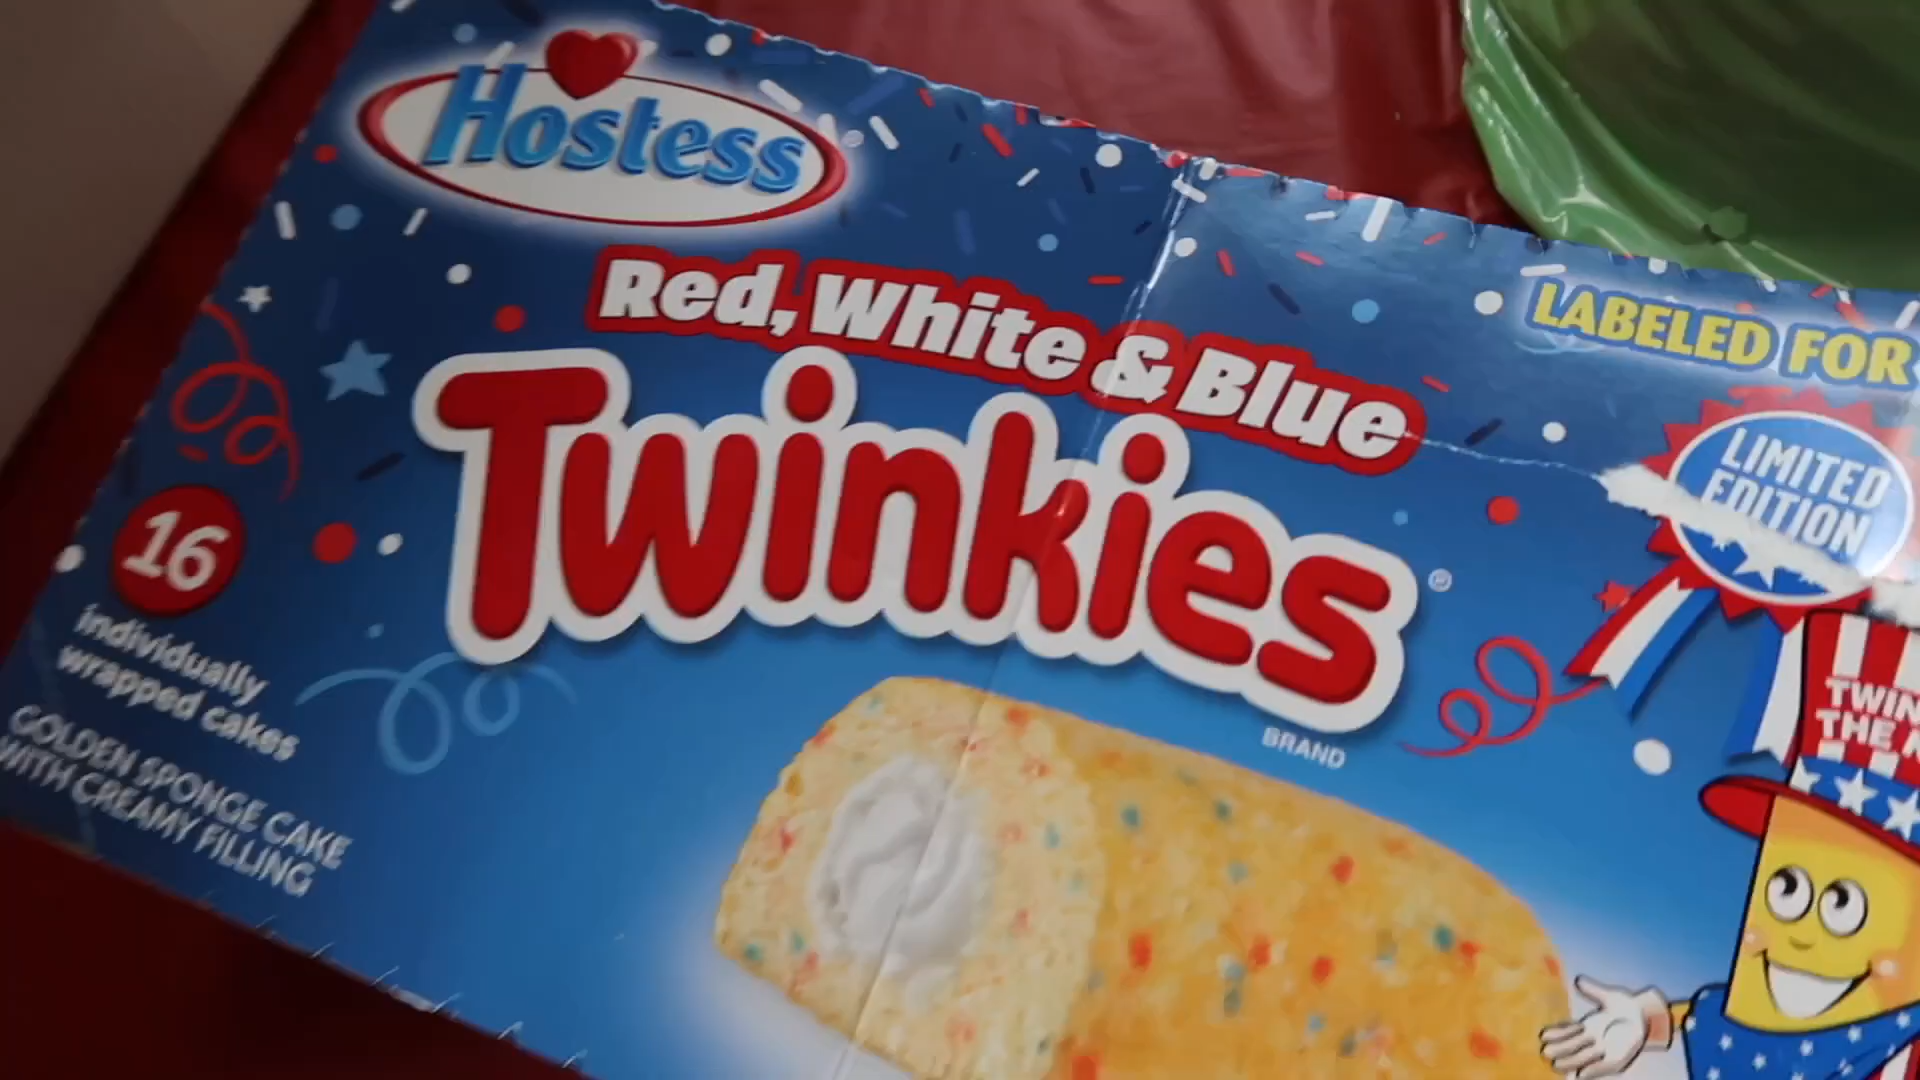 Hostess
Red, White & Blue
Twinkies®
BRAND
LABELED FOR
LIMITED
EDITION
16
individually
wrapped cakes
GOLDEN SPONGE CAKE
WITH CREAMY FILLING
THE